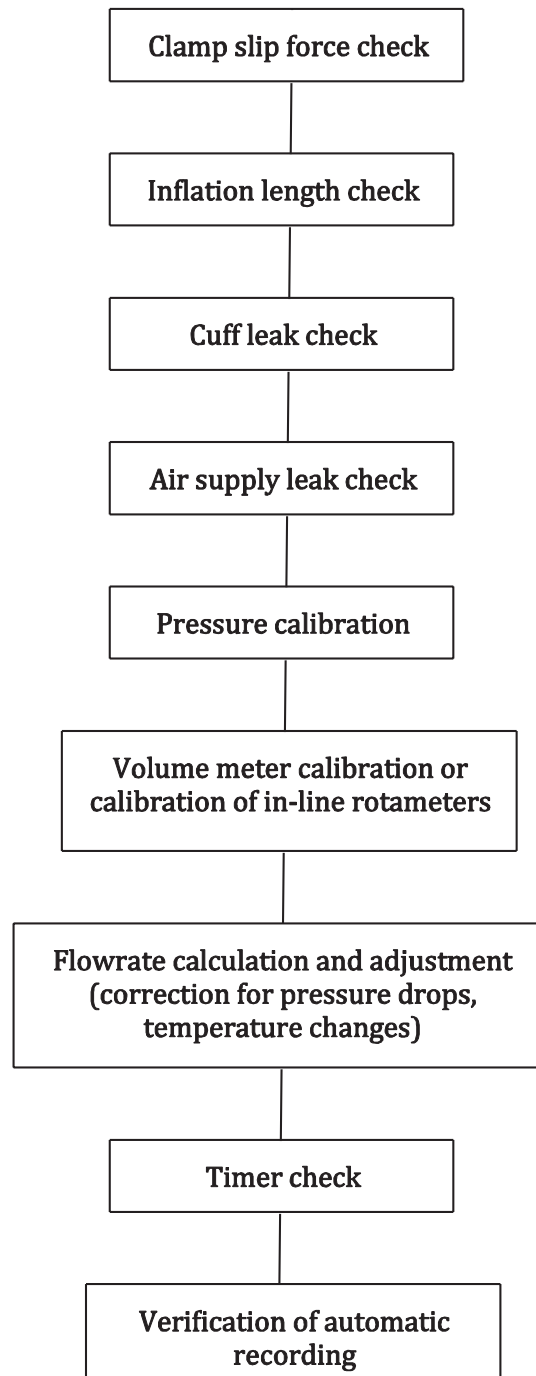 Clamp slip force check
Inflation length check
Cuff leak check
Air supply leak check
Pressure calibration
Volume meter calibration or
calibration of in-line rotameters
Flowrate calculation and adjustment
(correction for pressure drops,
temperature changes)
Timer check
Verification of automatic
recording